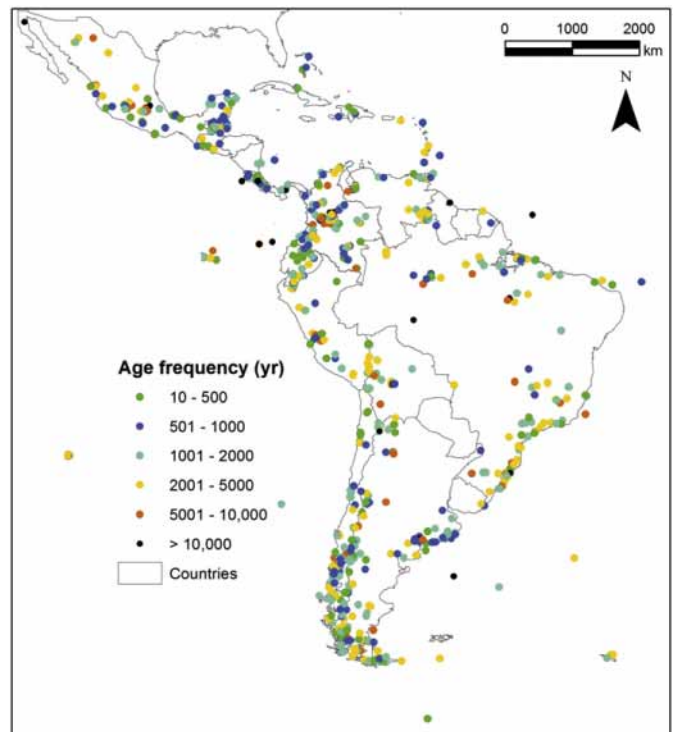 0 1000 2000
km
N
Age frequency (yr)
10 - 500
501 - 1000
1001 - 2000
2001 - 5000
5001 - 10,000
> 10,000
Countries